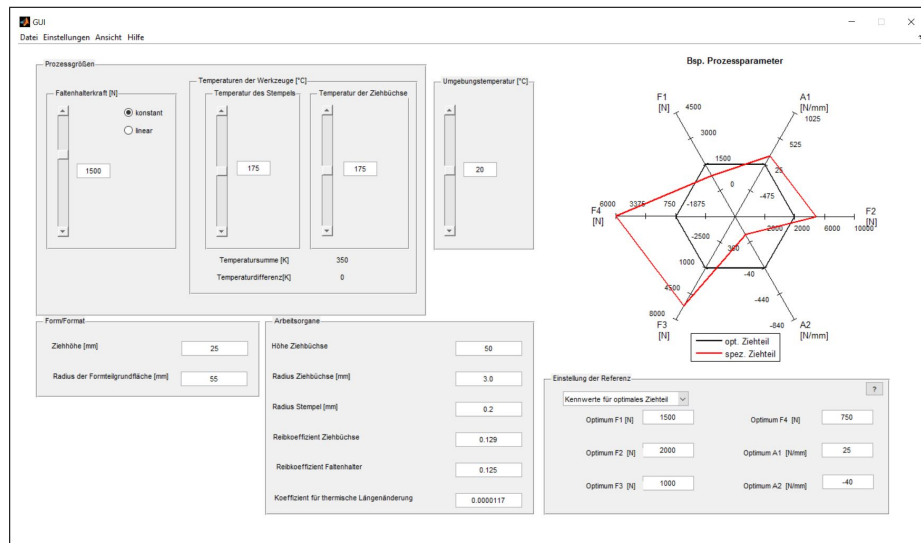 GUI
Datei Einstellungen Ansicht Hilfe
Prozessgrößen
Faltenhalterkraft [N]
konstant
linear
1500
Temperaturen der Werkzeuge [°C]
Temperatur des Stempels
175
Temperatur der Ziehbüchse
175
Temperatursumme [K] 350
Temperaturdifferenz[K] 0
Umgebungstemperatur [°C]
20
Form/Format
Ziehhöhe [mm] 25
Radius der Formteilgrundfläche [mm] 55
Arbeitsorgane
Höhe Ziehbüchse 50
Radius Ziehbüchse [mm] 3.0
Radius Stempel [mm] 0.2
Reibkoeffizient Ziehbüchse 0.129
Reibkoeffizient Faltenhalter 0.125
Koeffizient für thermische Längenänderung 0.0000117
Bsp. Prozessparameter
F1 A1
[N] [N/mm]
4500 1025
3000 525
1500 25
0 -475
F4 6000 3375 750 -1875
[N]
2000 2000 6000 10000 F2
[N]
-2500 360
1000 -40
4500 -440
8000 -840
F3 A2
[N] [N/mm]
opt. Ziehteil
spez. Ziehteil
Einstellung der Referenz
?
Kennwerte für optimales Ziehteil
Optimum F1 [N] 1500 Optimum F4 [N] 750
Optimum F2 [N] 2000 Optimum A1 [N/mm] 25
Optimum F3 [N] 1000 Optimum A2 [N/mm] -40